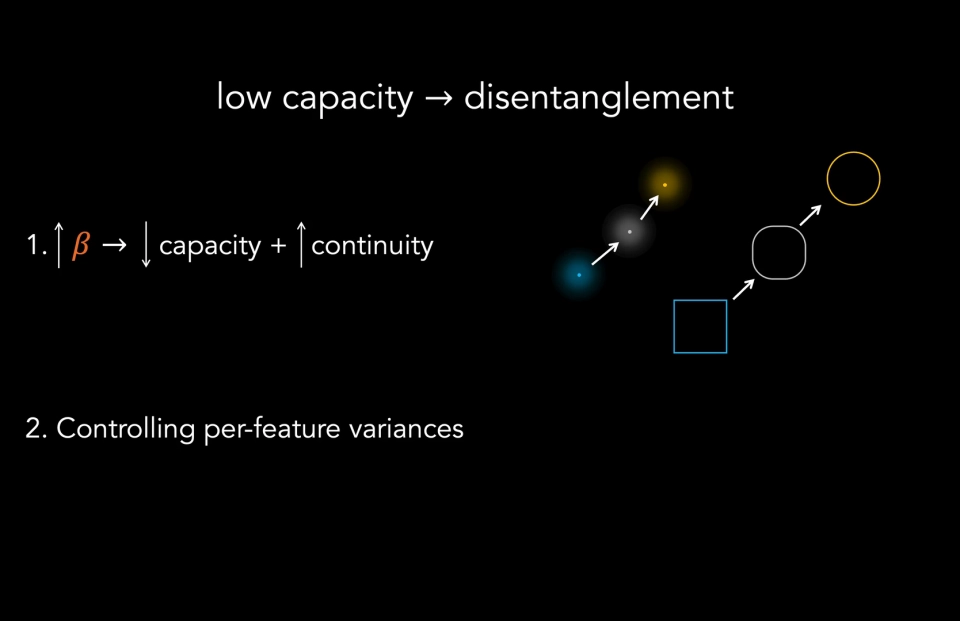 low capacity → disentanglement
1. ↑ β → ↓ capacity + ↑ continuity
2. Controlling per-feature variances